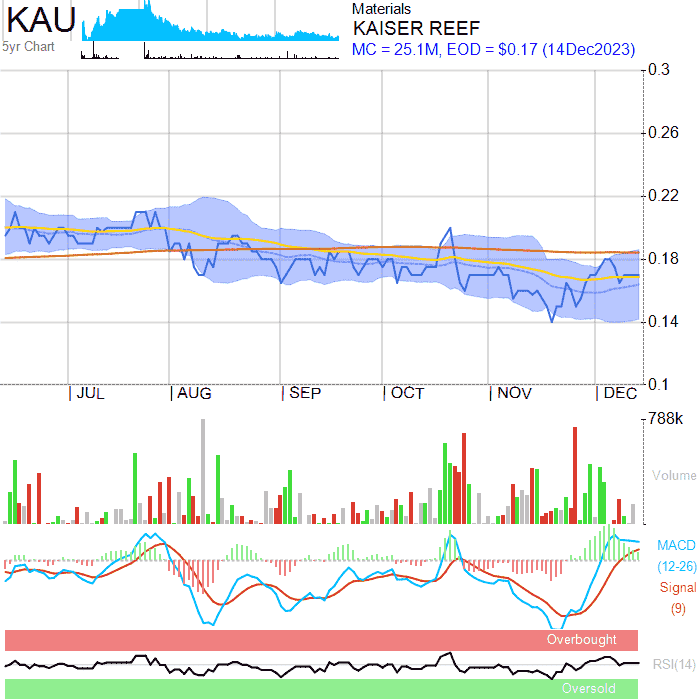 KAU
5yr Chart
Materials
KAISER REEF
MC = 25.1M, EOD = $0.17 (14Dec2023)
0.3
0.26
0.22
0.18
0.14
0.1
JUL
AUG
SEP
OCT
NOV
DEC
788k
Volume
MACD
(12-26)
Signal
(9)
Overbought
RSI(14)
Oversold